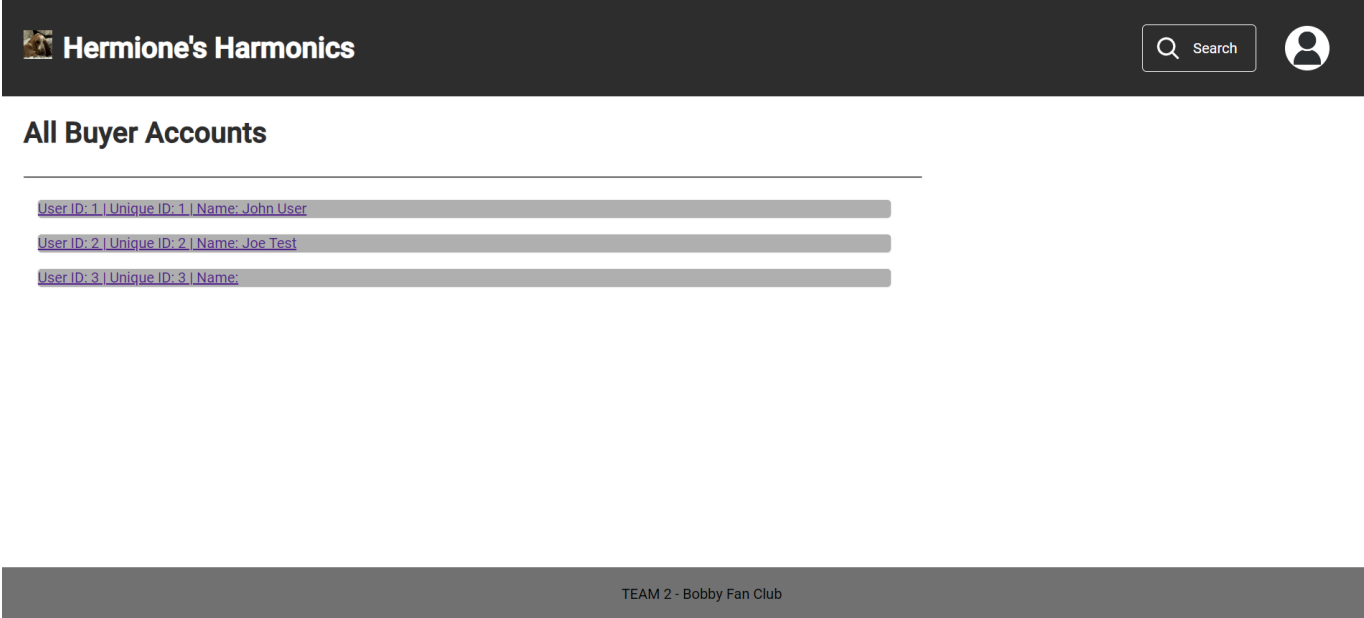 Hermione's Harmonics
Search
All Buyer Accounts
User ID: 1 | Unique ID: 1 | Name: John User
User ID: 2 | Unique ID: 2 | Name: Joe Test
User ID: 3 | Unique ID: 3 | Name:
TEAM 2 - Bobby Fan Club